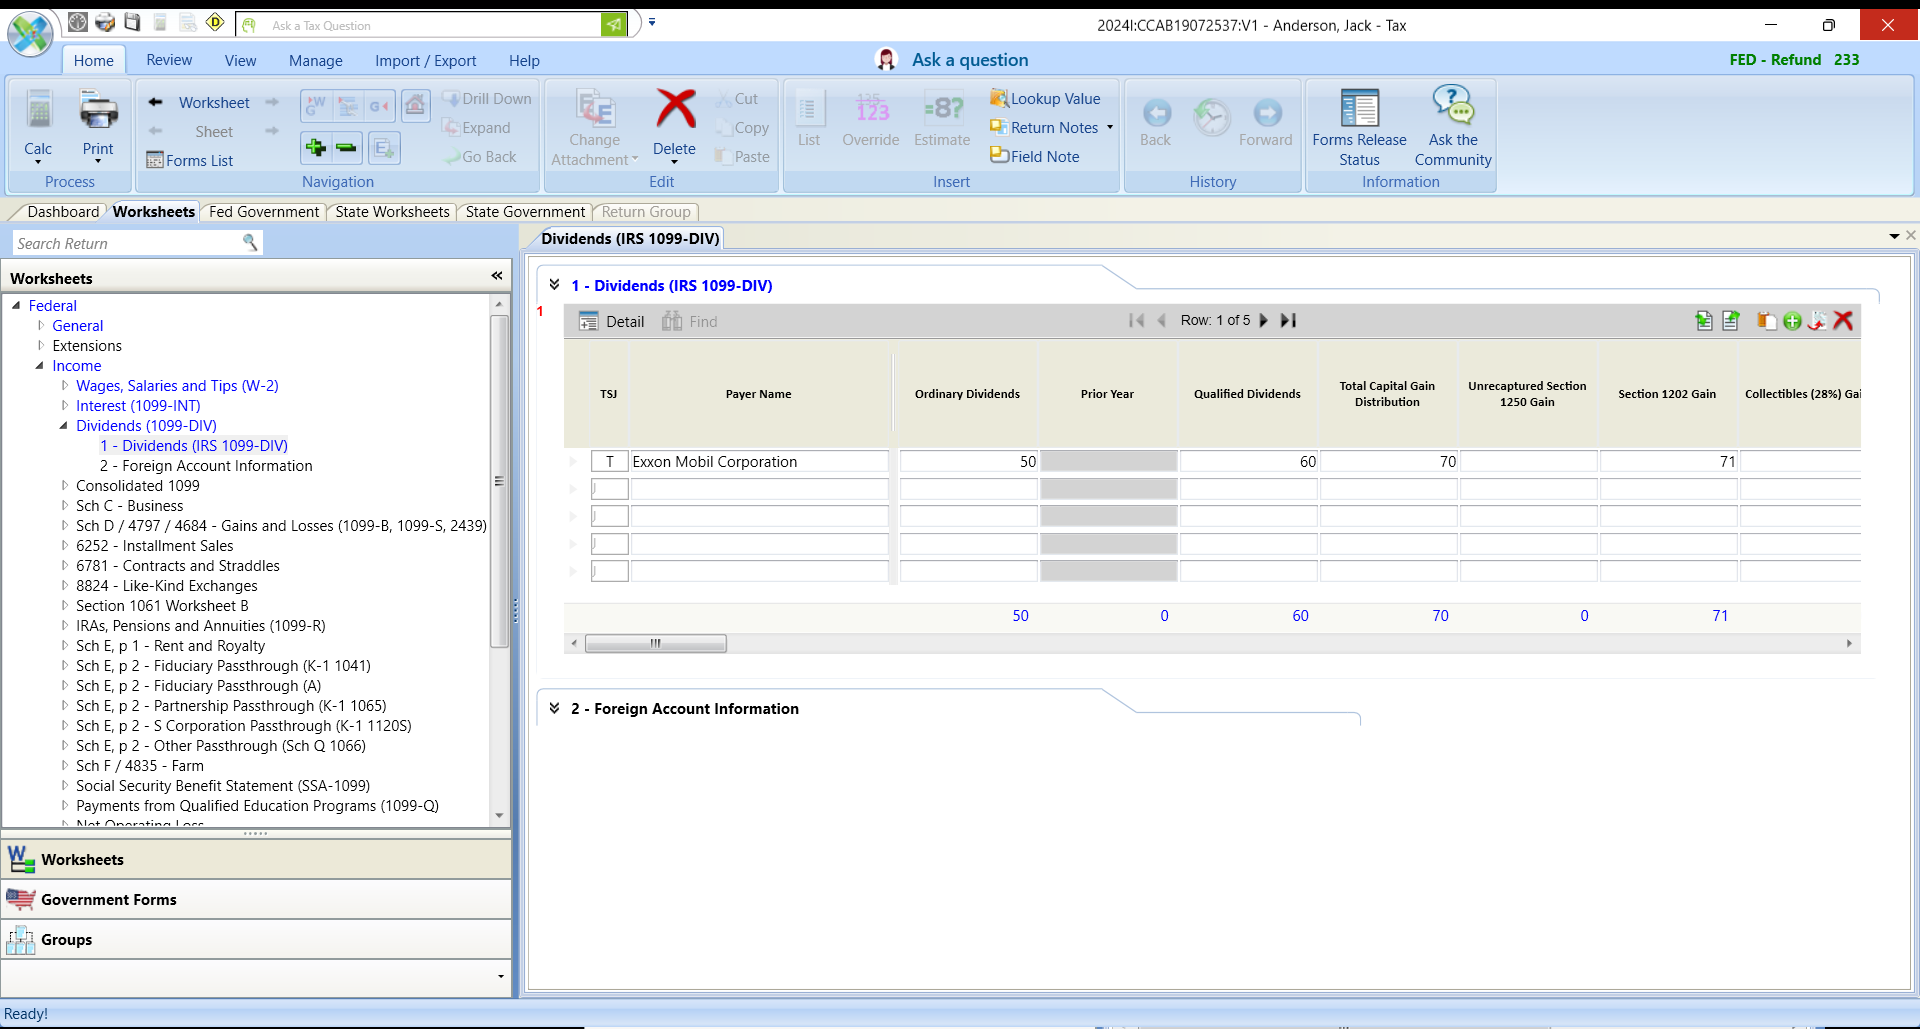 Ask a Tax Question
2024I:CCAB19072537:V1 - Anderson, Jack - Tax
Home Review View Manage Import / Export Help
Ask a question
FED - Refund 233
Calc
Print
Process
Worksheet
Sheet
Forms List
Drill Down
Expand
Go Back
Navigation
Change
Attachment
Delete
Cut
Copy
Paste
Edit
List
Override
Estimate
Lookup Value
Return Notes
Field Note
Insert
Back
Forward
History
Forms Release
Status
Ask the
Community
Information
Dashboard Worksheets Fed Government State Worksheets State Government Return Group
Search Return
Worksheets
Federal
General
Extensions
Income
Wages, Salaries and Tips (W-2)
Interest (1099-INT)
Dividends (1099-DIV)
1 - Dividends (IRS 1099-DIV)
2 - Foreign Account Information
Consolidated 1099
Sch C - Business
Sch D / 4797 / 4684 - Gains and Losses (1099-B, 1099-S, 2439)
6252 - Installment Sales
6781 - Contracts and Straddles
8824 - Like-Kind Exchanges
Section 1061 Worksheet B
IRAs, Pensions and Annuities (1099-R)
Sch E, p 1 - Rent and Royalty
Sch E, p 2 - Fiduciary Passthrough (K-1 1041)
Sch E, p 2 - Fiduciary Passthrough (A)
Sch E, p 2 - Partnership Passthrough (K-1 1065)
Sch E, p 2 - S Corporation Passthrough (K-1 1120S)
Sch E, p 2 - Other Passthrough (Sch Q 1066)
Sch F / 4835 - Farm
Social Security Benefit Statement (SSA-1099)
Payments from Qualified Education Programs (1099-Q)
Net Operating Loss
Worksheets
Government Forms
Groups
Ready!
Dividends (IRS 1099-DIV)
1 - Dividends (IRS 1099-DIV)
1
Detail Find Row: 1 of 5
TSJ Payer Name Ordinary Dividends Prior Year Qualified Dividends Total Capital Gain Distribution Unrecaptured Section 1250 Gain Section 1202 Gain Collectibles (28%) Gai
T Exxon Mobil Corporation 50 60 70 71
J
J
J
J
50 0 60 70 0 71
2 - Foreign Account Information